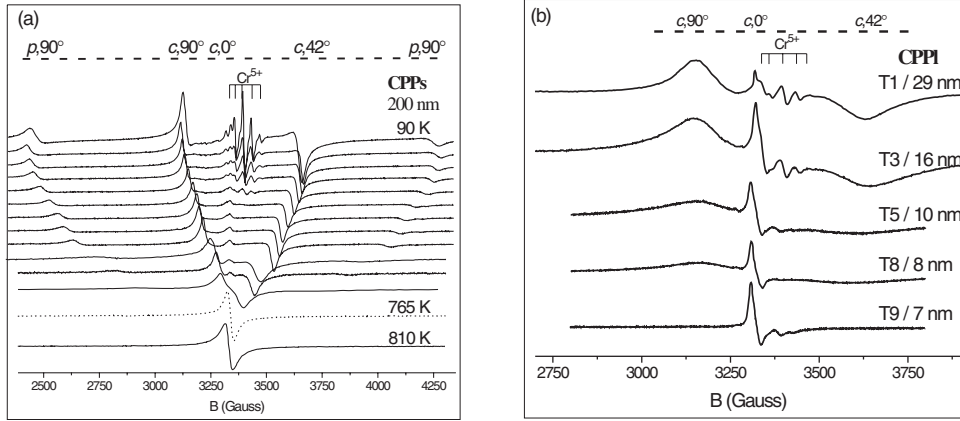 (a)
p,90° c,90° c,0° c,42° p,90°
Cr5+
CPPs
200 nm
90 K
765 K
810 K
2500 2750 3000 3250 3500 3750 4000 4250
B (Gauss)
(b)
c,90° c,0° c,42°
Cr5+
CPPl
T1 / 29 nm
T3 / 16 nm
T5 / 10 nm
T8 / 8 nm
T9 / 7 nm
2750 3000 3250 3500 3750
B (Gauss)